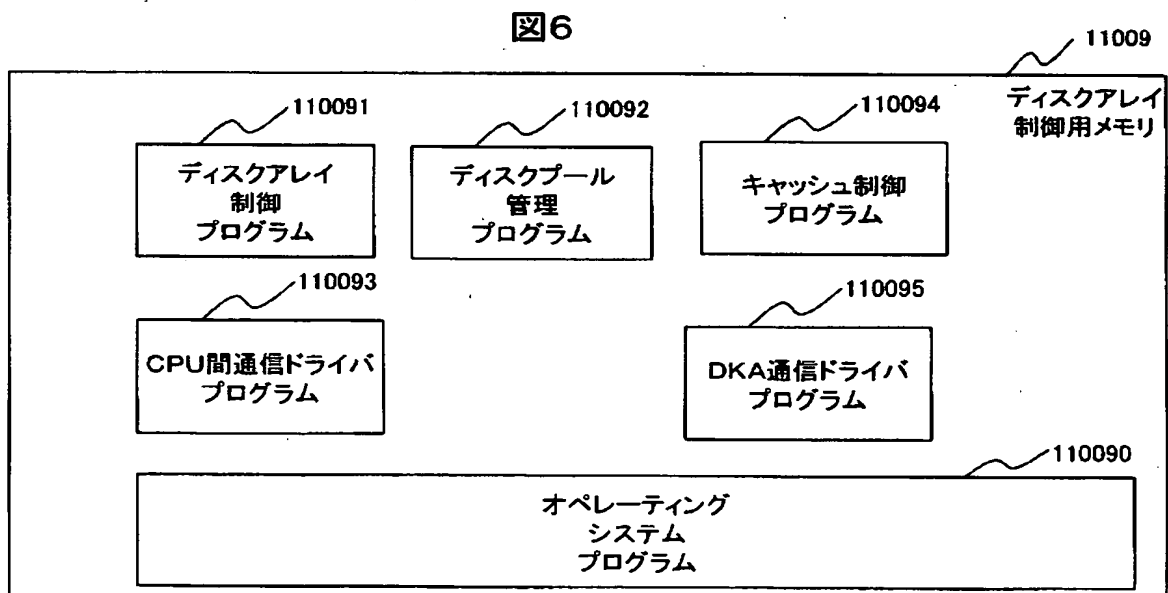 図6
11009
ディスクアレイ
制御用メモリ
110091
ディスクアレイ
制御
プログラム
110092
ディスクプール
管理
プログラム
110094
キャッシュ制御
プログラム
110093
CPU間通信ドライバ
プログラム
110095
DKA通信ドライバ
プログラム
110090
オペレーティング
システム
プログラム